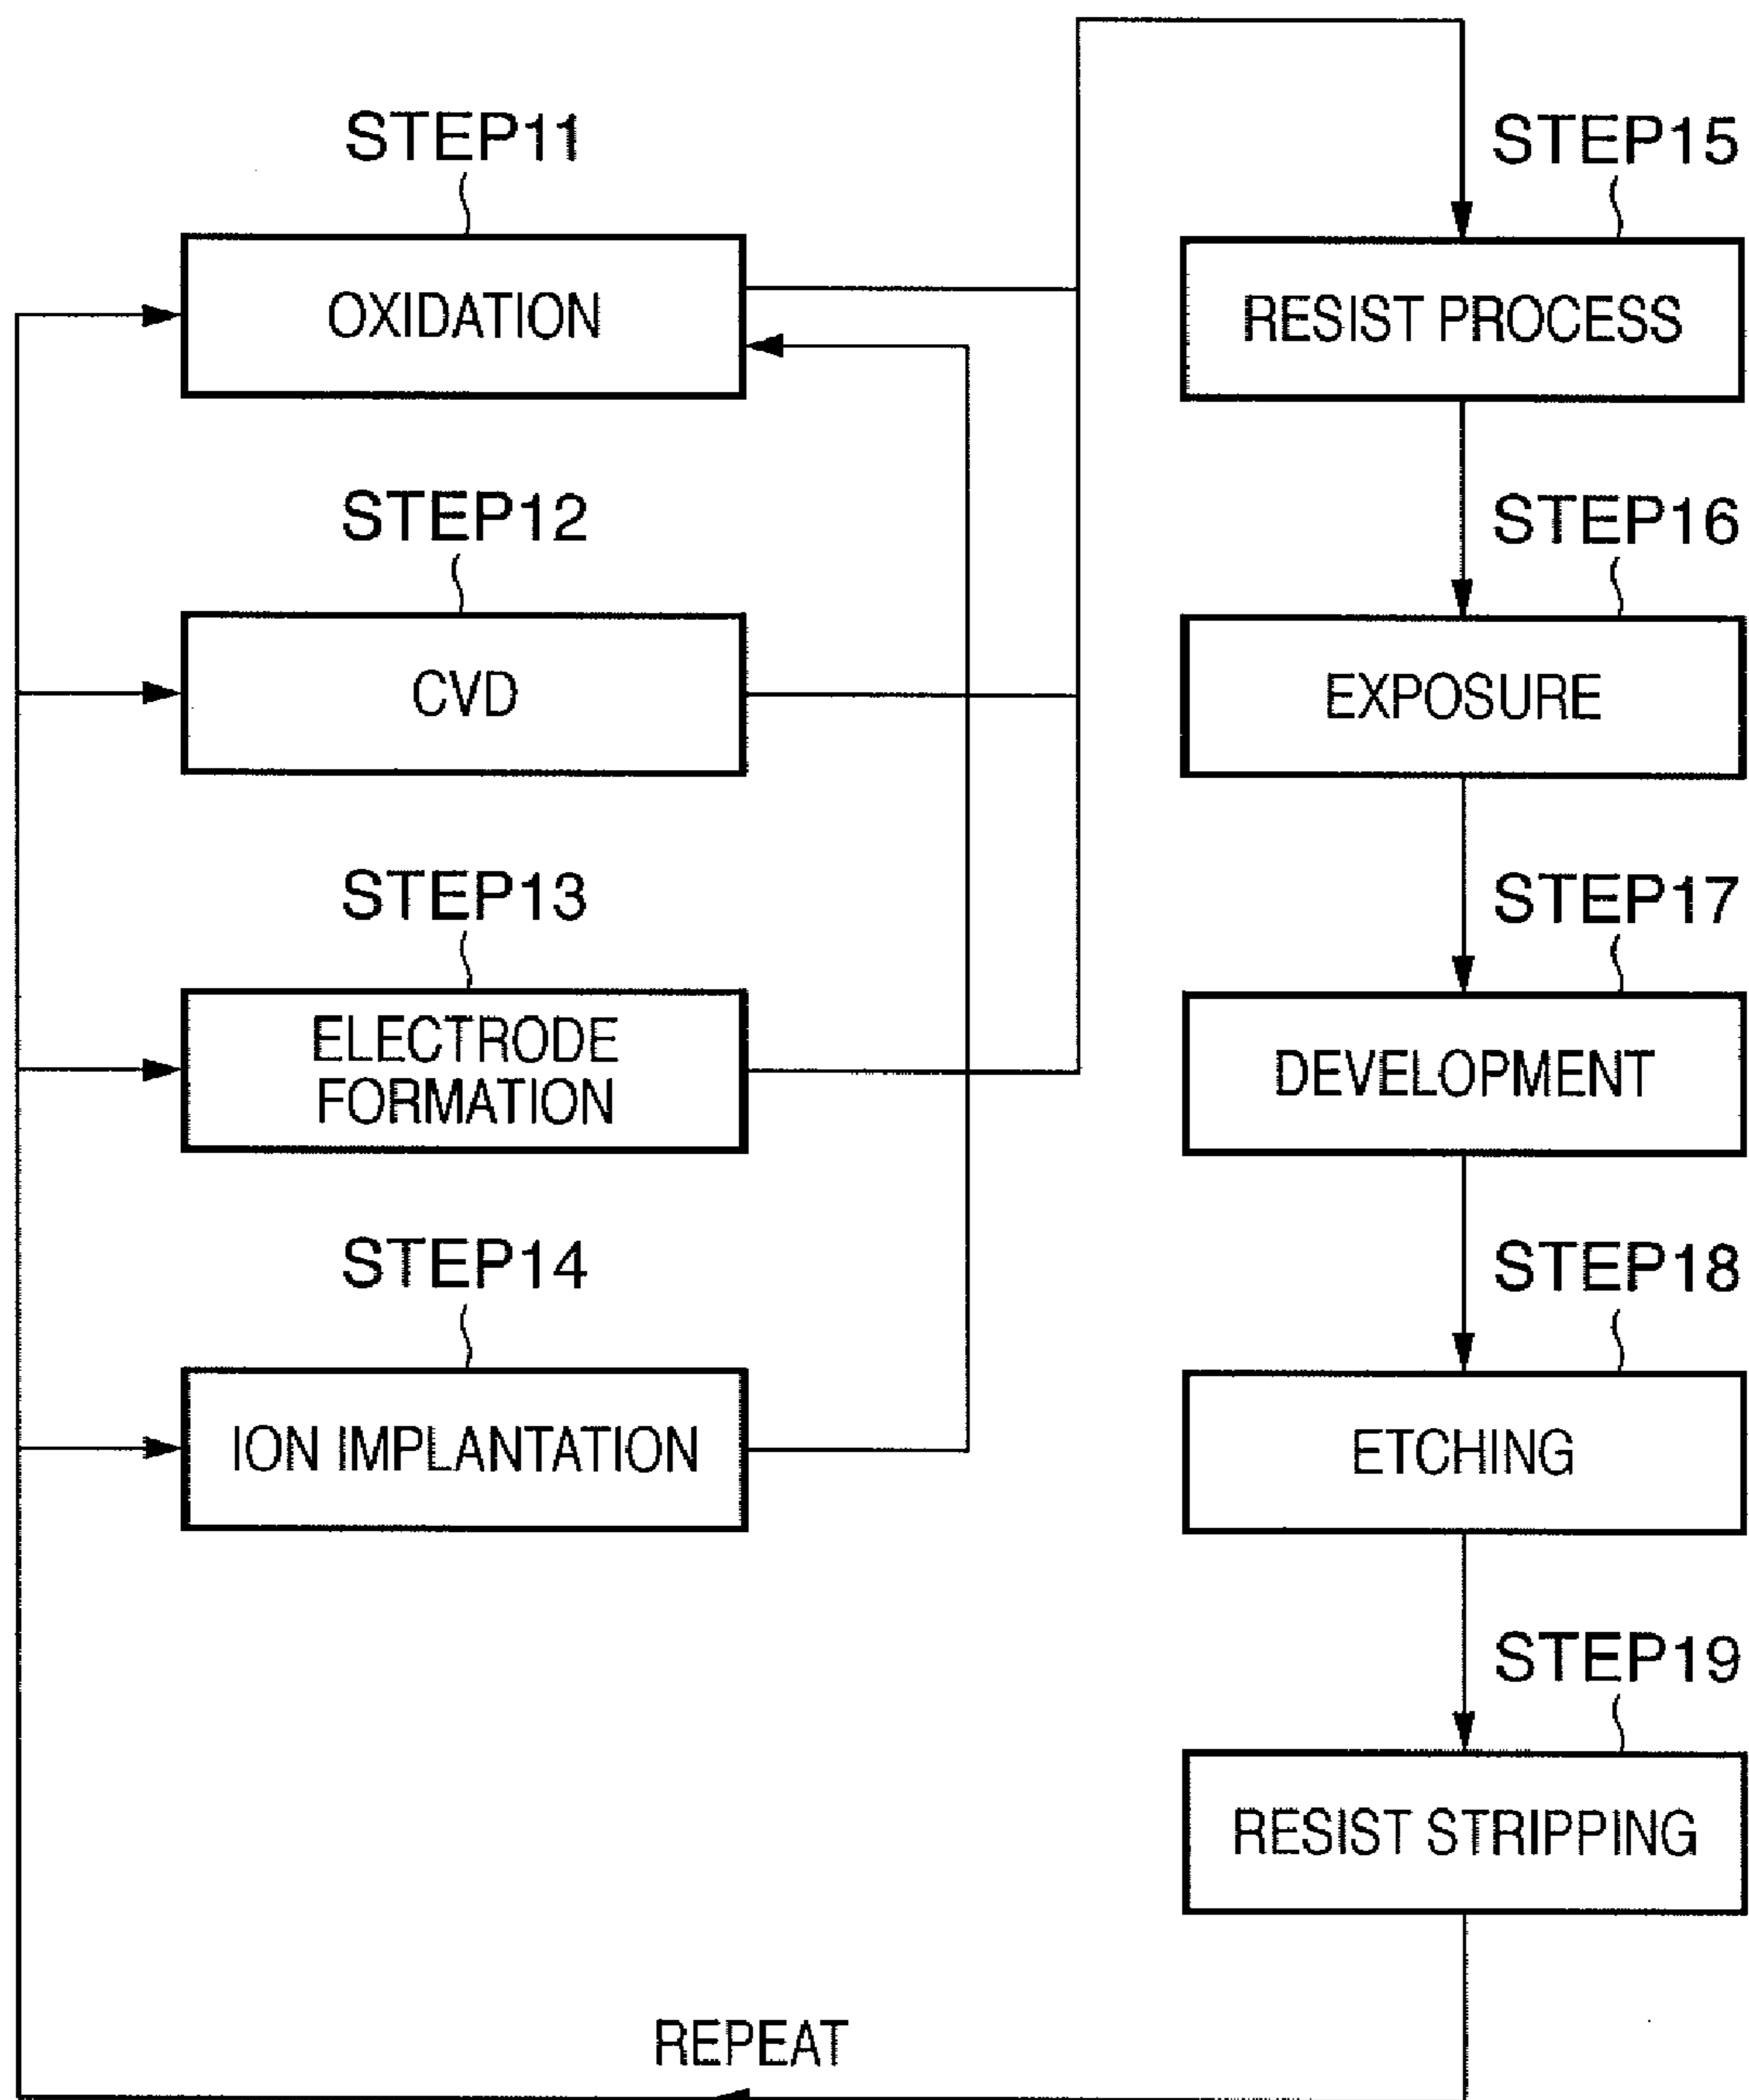 STEP11
OXIDATION
STEP12
CVD
STEP13
ELECTRODE
FORMATION
STEP14
ION IMPLANTATION
STEP15
RESIST PROCESS
STEP16
EXPOSURE
STEP17
DEVELOPMENT
STEP18
ETCHING
STEP19
RESIST STRIPPING
REPEAT